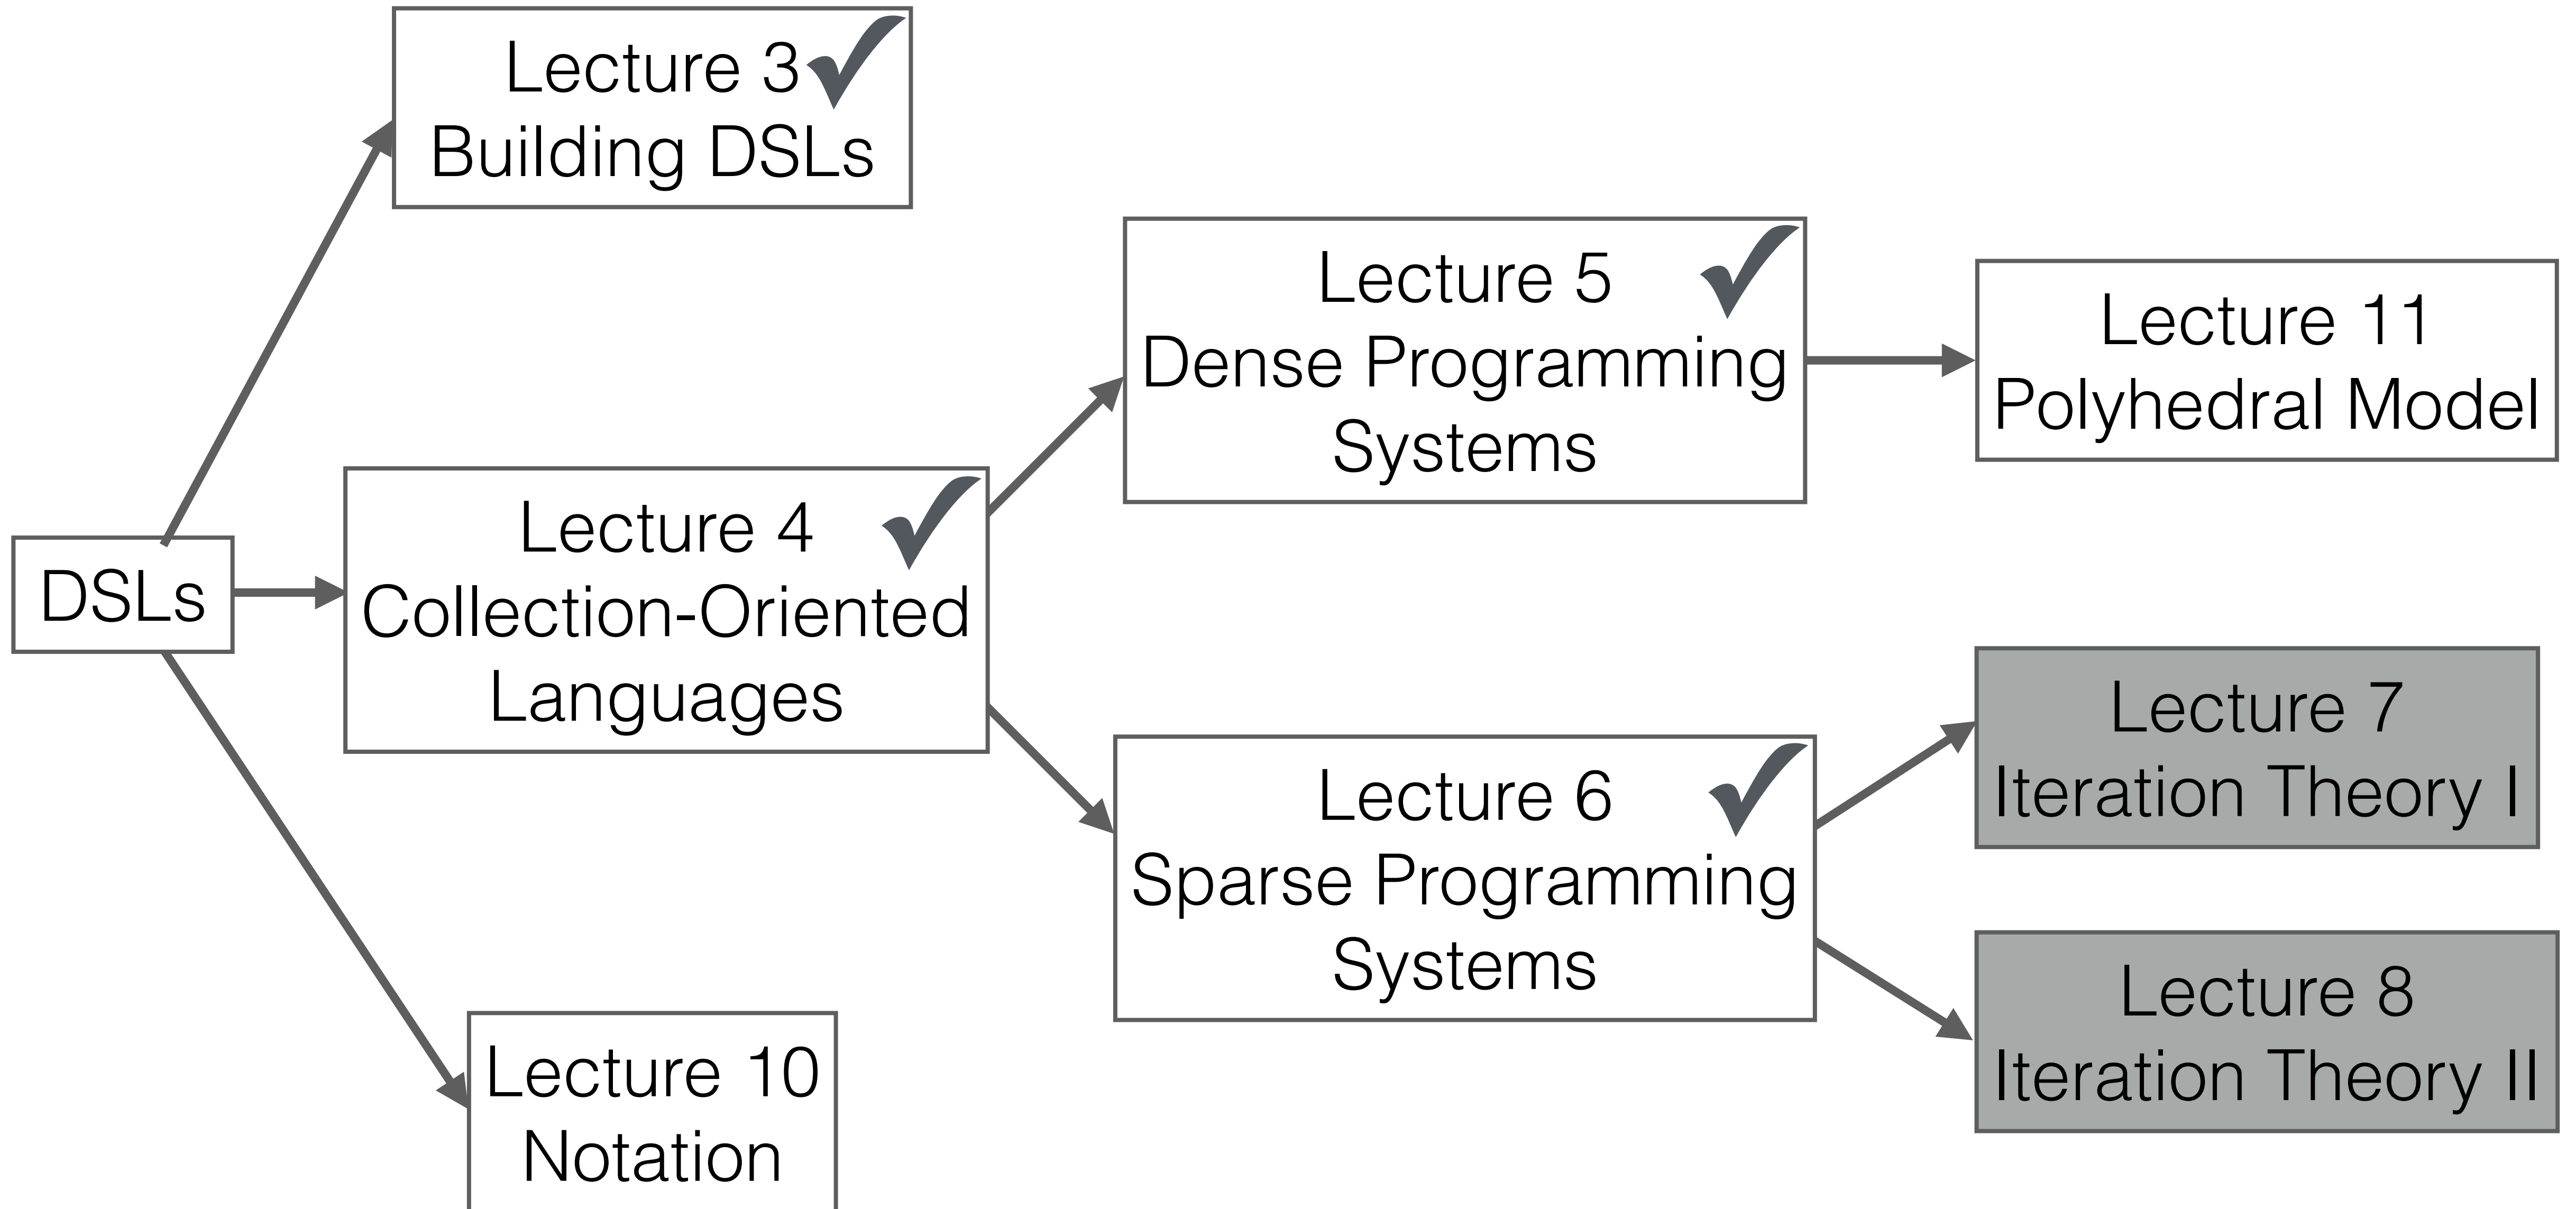 Lecture 3
Building DSLs
Lecture 5
Dense Programming
Systems
Lecture 11
Polyhedral Model
DSLs
Lecture 4
Collection-Oriented
Languages
Lecture 6
Sparse Programming
Systems
Lecture 7
Iteration Theory I
Lecture 8
Iteration Theory II
Lecture 10
Notation